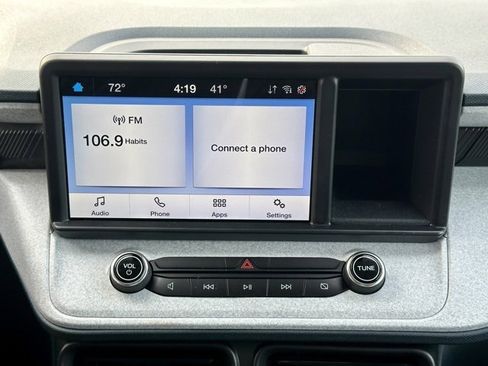 72° 4:19 41°
FM
106.9 Habits
Connect a phone
Audio Phone Apps Settings
VOL
TUNE